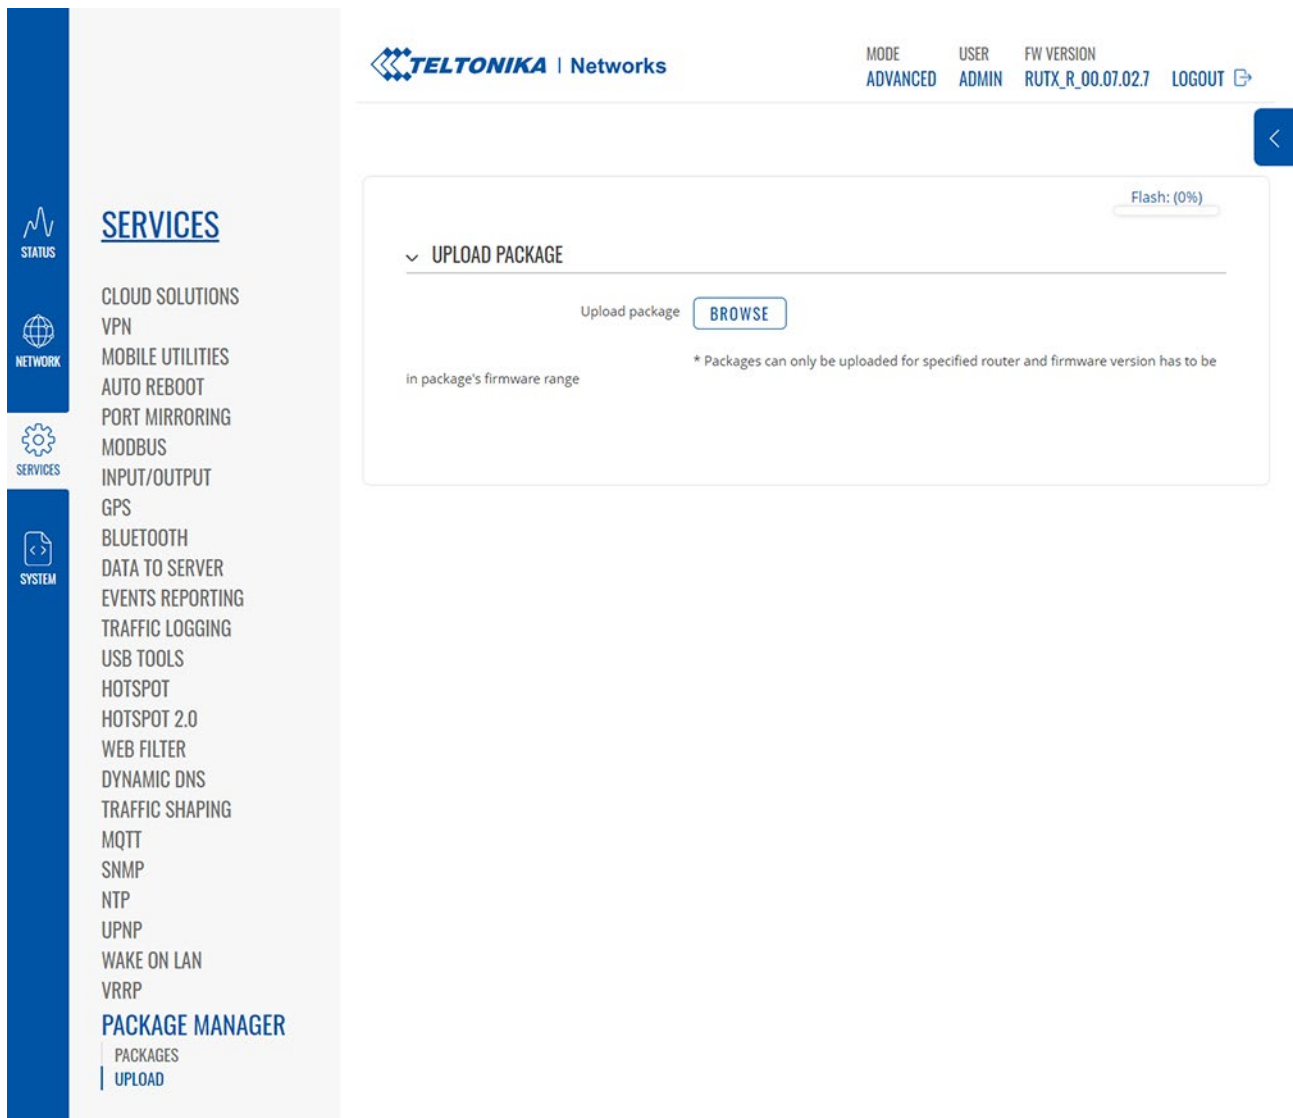 TELTONIKA | Networks
MODE
ADVANCED
USER
ADMIN
FW VERSION
RUTX_R_00.07.02.7
LOGOUT
STATUS
NETWORK
SERVICES
SYSTEM
SERVICES
CLOUD SOLUTIONS
VPN
MOBILE UTILITIES
AUTO REBOOT
PORT MIRRORING
MODBUS
INPUT/OUTPUT
GPS
BLUETOOTH
DATA TO SERVER
EVENTS REPORTING
TRAFFIC LOGGING
USB TOOLS
HOTSPOT
HOTSPOT 2.0
WEB FILTER
DYNAMIC DNS
TRAFFIC SHAPING
MQTT
SNMP
NTP
UPNP
WAKE ON LAN
VRRP
PACKAGE MANAGER
PACKAGES
UPLOAD
Flash: (0%)
UPLOAD PACKAGE
Upload package BROWSE
* Packages can only be uploaded for specified router and firmware version has to be
in package's firmware range